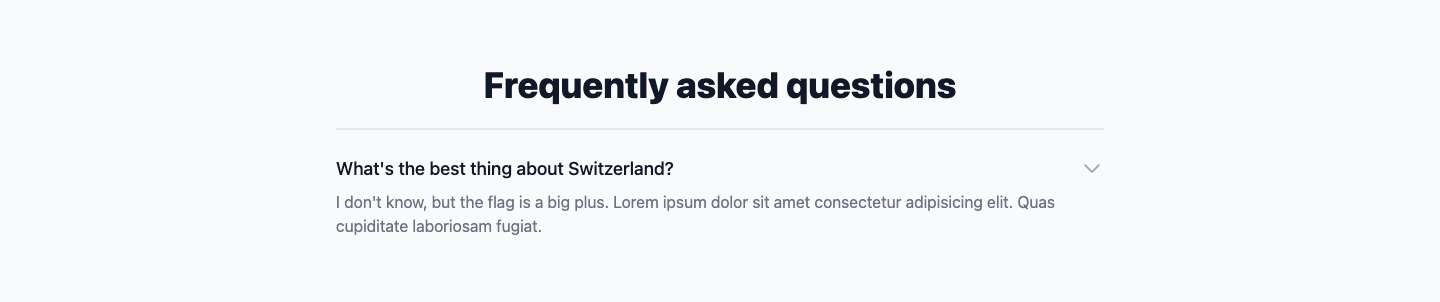 Frequently asked questions
What's the best thing about Switzerland?
I don't know, but the flag is a big plus. Lorem ipsum dolor sit amet consectetur adipisicing elit. Quas
cupiditate laboriosam fugiat.